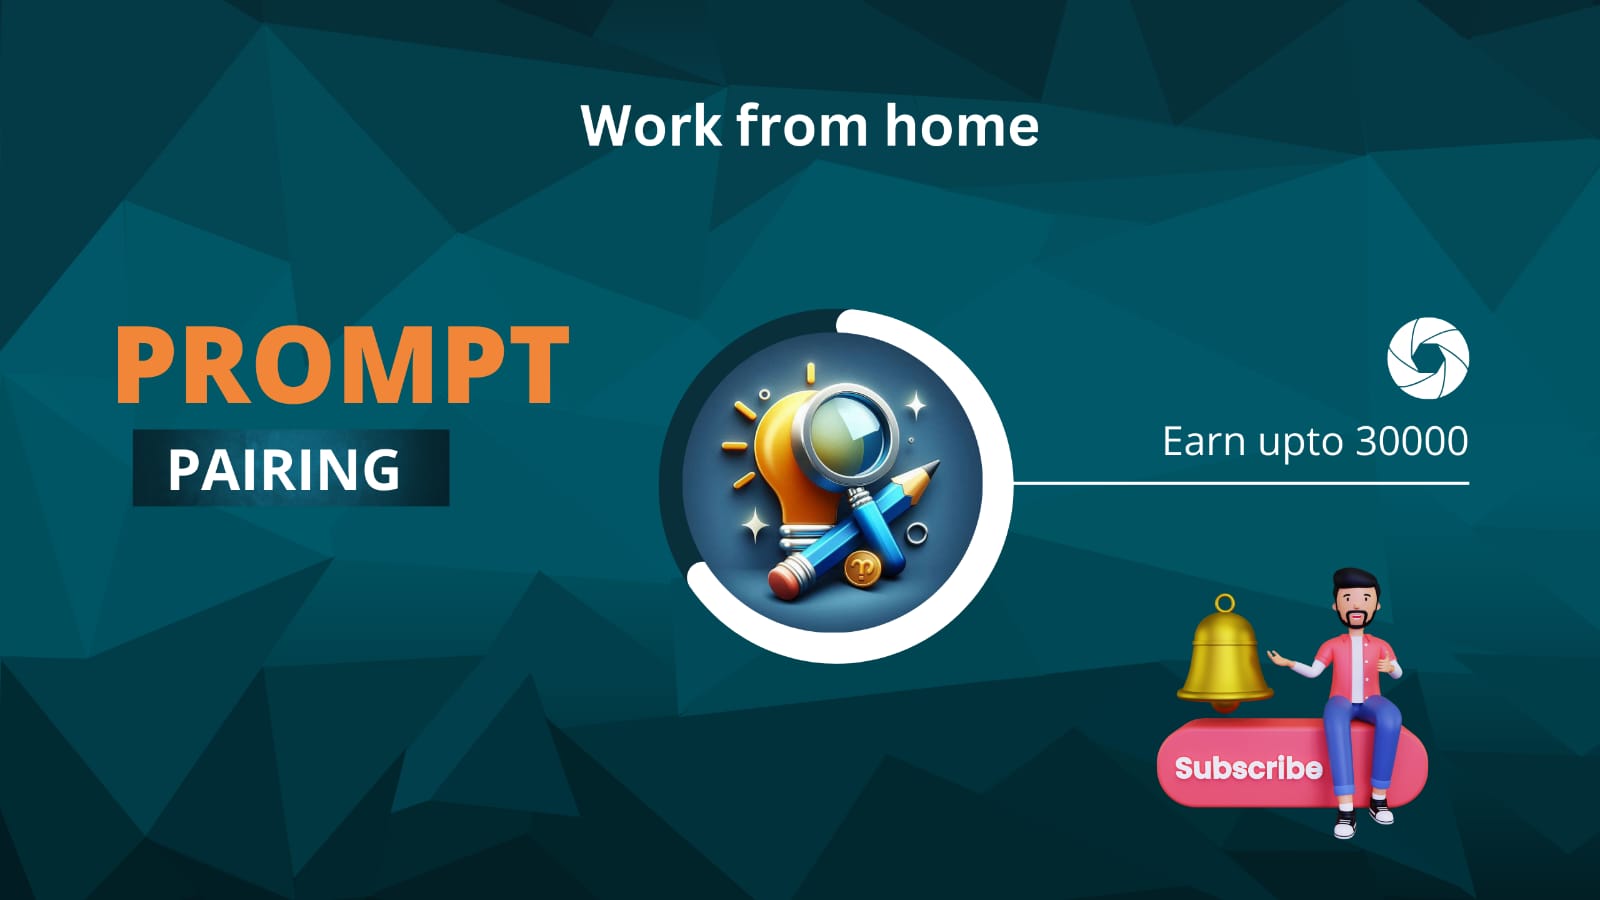 Work from home
PROMPT
PAIRING
Earn upto 30000
Subscribe